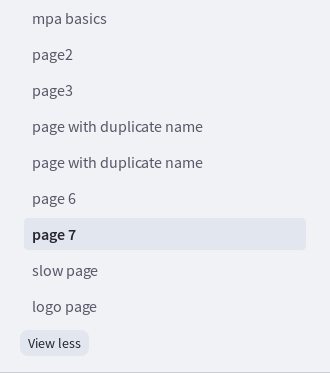 mpa basics
page2
page3
page with duplicate name
page with duplicate name
page 6
page 7
slow page
logo page
View less